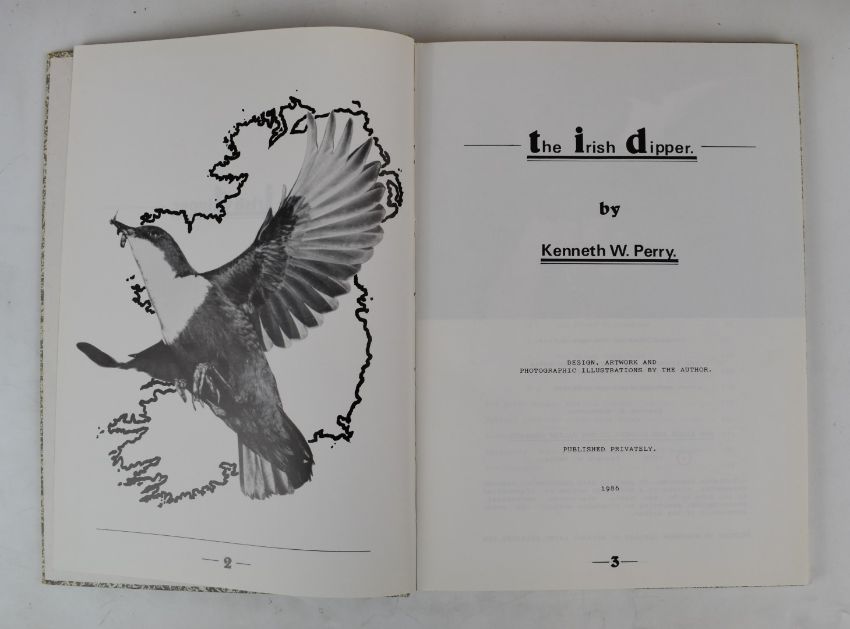 — 2 —
the Irish dipper.
by
Kenneth W. Perry.
DESIGN, ARTWORK AND
PHOTOGRAPHIC ILLUSTRATIONS BY THE AUTHOR.
PUBLISHED PRIVATELY.
1986
— 3 —